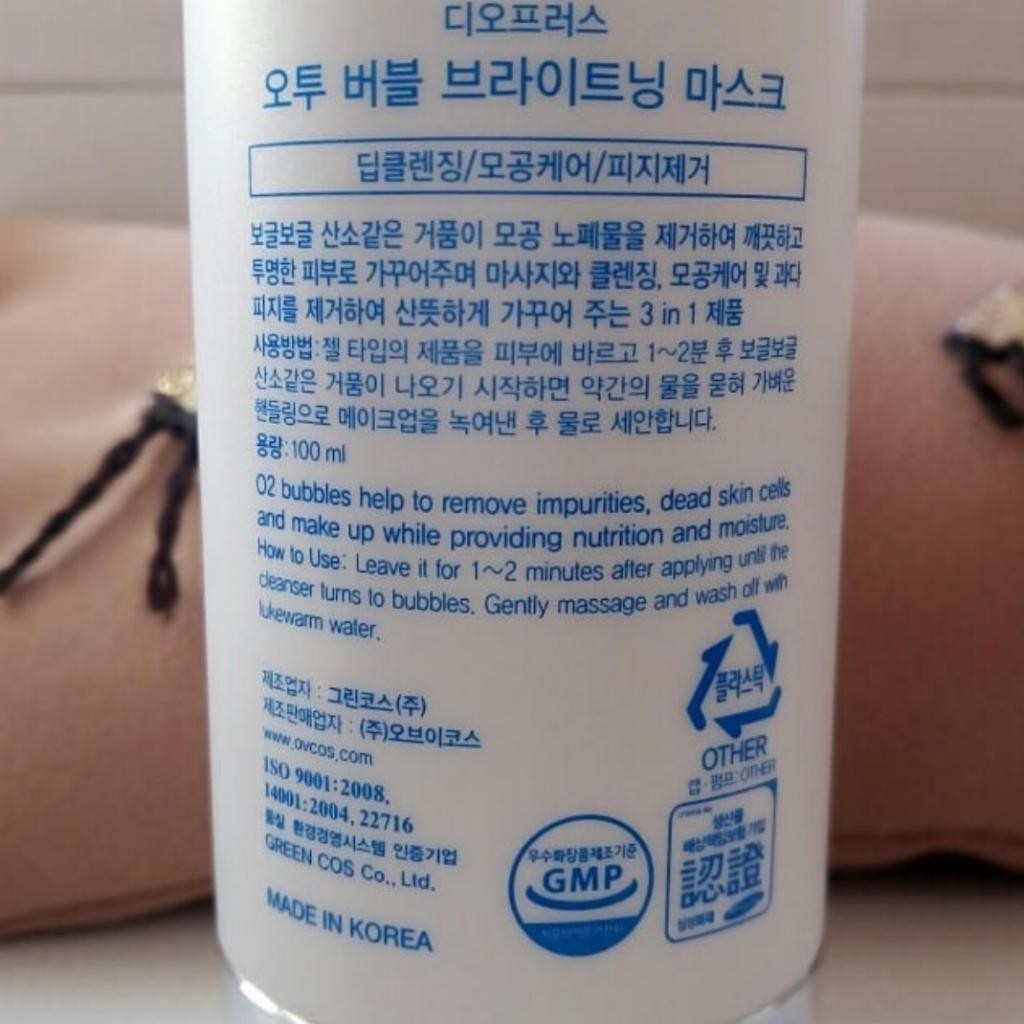 디오프러스
오투 버블 브라이트닝 마스크
딥클렌징/모공케어/피지제거
보글보글 산소같은 거품이 모공 노폐물을 제거하여 깨끗하고
투명한 피부로 가꾸어주며 마사지와 클렌징, 모공케어 및 과다
피지를 제거하여 산뜻하게 가꾸어 주는 3 in 1 제품
사용방법:젤 타입의 제품을 피부에 바르고 1~2분 후 보글보글
산소같은 거품이 나오기 시작하면 약간의 물을 묻혀 가벼운
핸들링으로 메이크업을 녹여낸 후 물로 세안합니다.
용량:100 ml
O2 bubbles help to remove impurities, dead skin cells
and make up while providing nutrition and moisture.
How to Use: Leave it for 1~2 minutes after applying until the
cleanser turns to bubbles. Gently massage and wash off with
lukewarm water.
플라스틱
OTHER
캡·펌프:OTHER
제조업자 : 그린코스(주)
제조판매업자 : (주)오브이코스
www.ovcos.com
ISO 9001:2008,
14001:2004, 22716
품질 환경경영시스템 인증기업
GREEN COS Co., Ltd.
MADE IN KOREA
우수화장품제조기준
GMP
생산물
배상책임보험 가입
認證
삼성화재